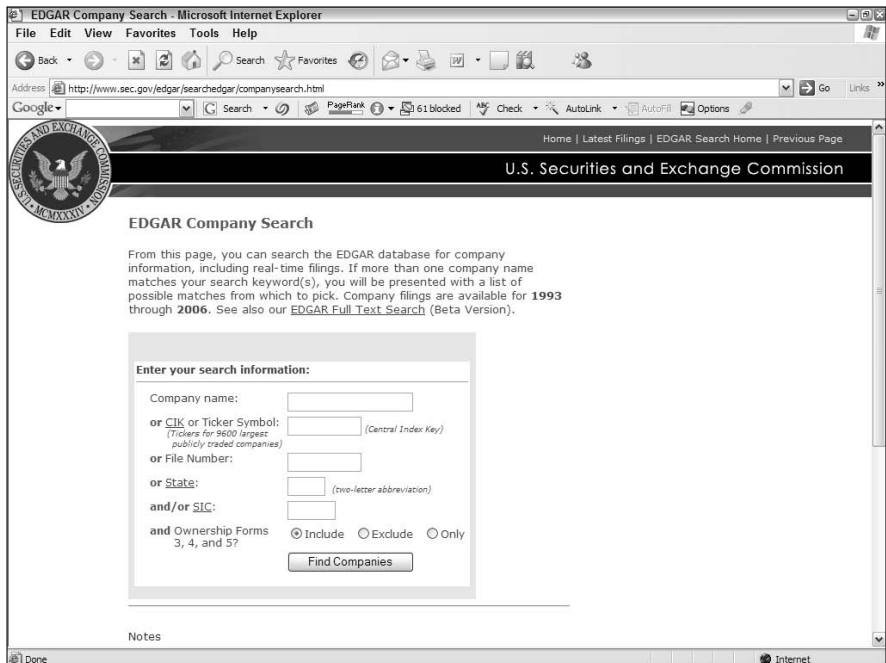 EDGAR Company Search - Microsoft Internet Explorer
File Edit View Favorites Tools Help
Back Search Favorites
Address http://www.sec.gov/edgar/searchedgar/companysearch.html Go Links »
Google Search PageRank 61 blocked ABC Check AutoLink AutoFill Options
U.S. SECURITIES AND EXCHANGE COMMISSION MCMXXXIV
Home | Latest Filings | EDGAR Search Home | Previous Page
U.S. Securities and Exchange Commission
EDGAR Company Search
From this page, you can search the EDGAR database for company
information, including real-time filings. If more than one company name
matches your search keyword(s), you will be presented with a list of
possible matches from which to pick. Company filings are available for 1993
through 2006. See also our EDGAR Full Text Search (Beta Version).
Enter your search information:
Company name:
or CIK or Ticker Symbol: (Central Index Key)
(Tickers for 9600 largest
publicly traded companies)
or File Number:
or State: (two-letter abbreviation)
and/or SIC:
and Ownership Forms Include Exclude Only
3, 4, and 5?
Find Companies
Notes
Done Internet